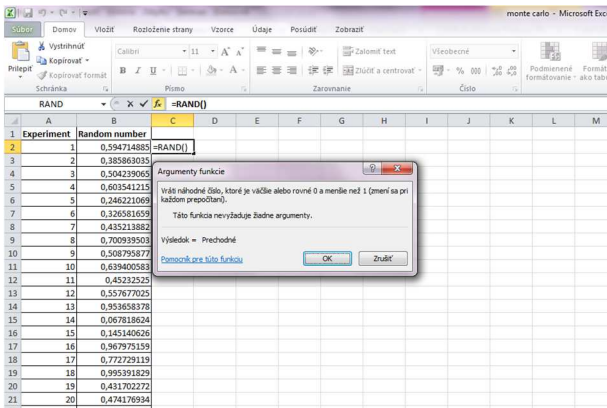 monte carlo - Microsoft Exc
Súbor Domov Vložiť Rozloženie strany Vzorce Údaje Posúdiť Zobraziť
Prilepiť
Vystrihnúť
Kopírovať
Kopírovať formát
Schránka
Calibri 11 A A
B I U A
Písmo
Zalomiť text
Zlúčiť a centrovať
Zarovnanie
Všeobecné
% 000
Číslo
Podmienené formátovanie
Formát ako tabu
RAND fx =RAND()
A B C D E F G H I J K L M
1 Experiment Random number
2 1 0,594714885 =RAND()
3 2 0,385863035
4 3 0,504239065
5 4 0,603541215
6 5 0,246221069
7 6 0,326581659
8 7 0,435213882
9 8 0,700939503
10 9 0,508795877
11 10 0,639400583
12 11 0,45232525
13 12 0,557677025
14 13 0,953658378
15 14 0,067818624
16 15 0,145140626
17 16 0,967975159
18 17 0,772729119
19 18 0,995391829
20 19 0,431702272
21 20 0,474176934
Argumenty funkcie
Vráti náhodné číslo, ktoré je väčšie alebo rovné 0 a menšie než 1 (zmení sa pri
každom prepočítaní).
Táto funkcia nevyžaduje žiadne argumenty.
Výsledok = Prechodné
Pomocník pre túto funkciu
OK
Zrušiť